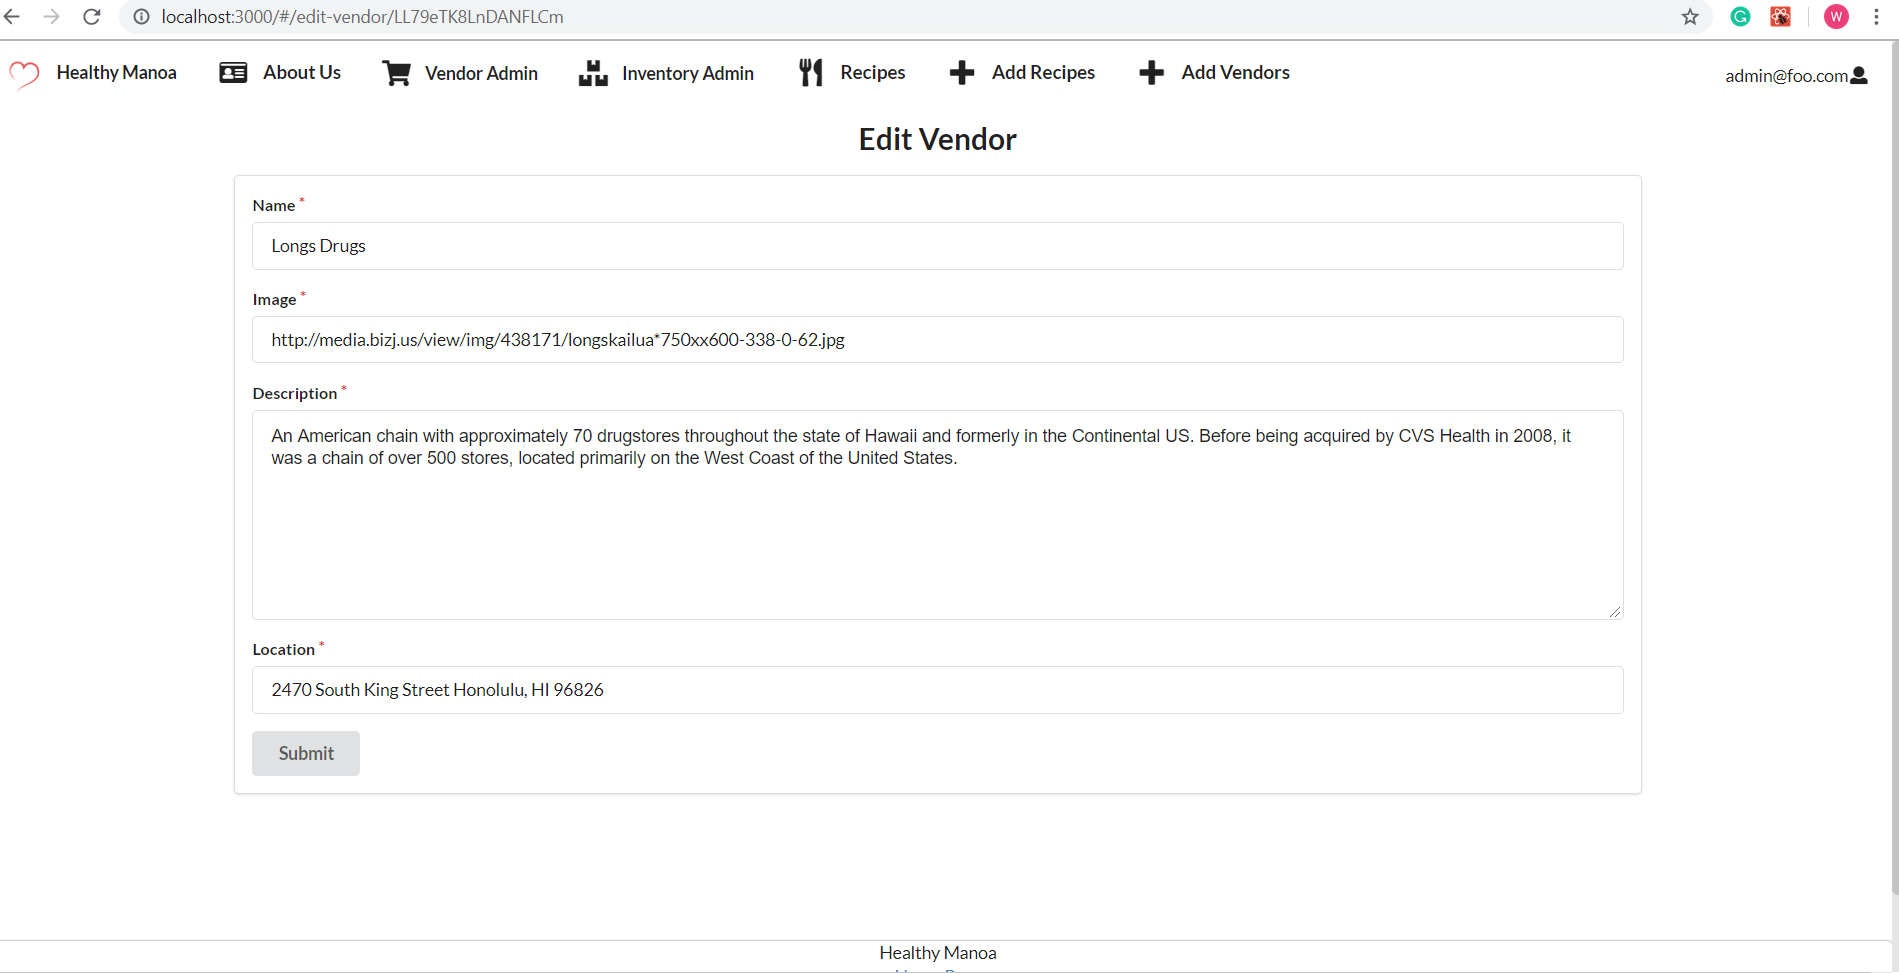 localhost:3000/#/edit-vendor/LL79eTK8LnDANFLCm
G
W
Healthy Manoa About Us Vendor Admin Inventory Admin Recipes Add Recipes Add Vendors admin@foo.com
Edit Vendor
Name *
Longs Drugs
Image *
http://media.bizj.us/view/img/438171/longskailua*750xx600-338-0-62.jpg
Description *
An American chain with approximately 70 drugstores throughout the state of Hawaii and formerly in the Continental US. Before being acquired by CVS Health in 2008, it
was a chain of over 500 stores, located primarily on the West Coast of the United States.
Location *
2470 South King Street Honolulu, HI 96826
Submit
Healthy Manoa